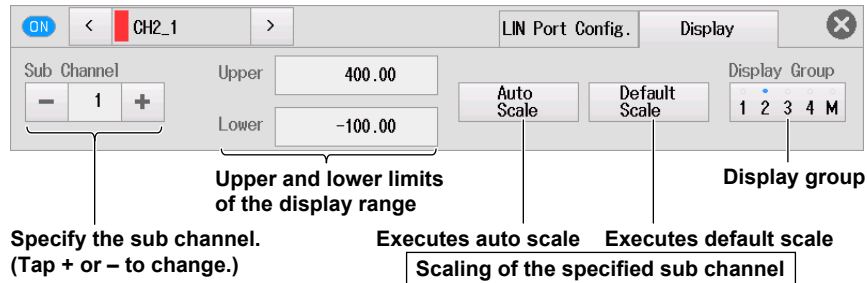 ON < CH2_1 > LIN Port Config. Display
Sub Channel Upper 400.00 Auto Scale Default Scale Display Group
− 1 + 1 2 3 4 M
Lower -100.00
Upper and lower limits
of the display range
Display group
Specify the sub channel.
(Tap + or – to change.)
Executes auto scale Executes default scale
Scaling of the specified sub channel